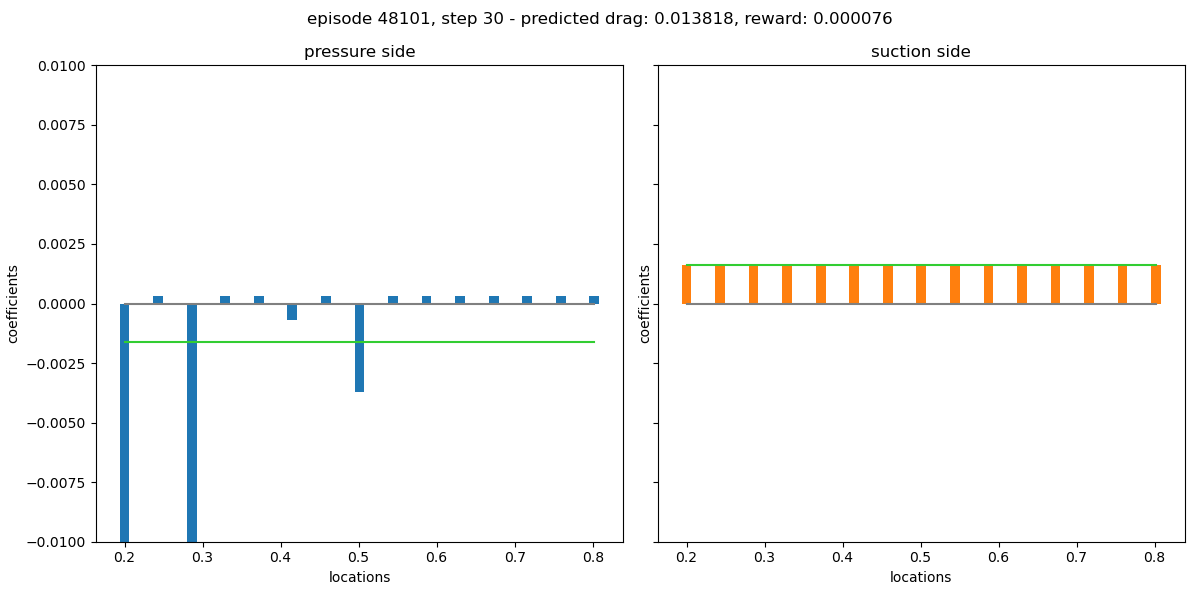 episode 48101, step 30 - predicted drag: 0.013818, reward: 0.000076
pressure side
suction side
0.0100
0.0075
0.0050
0.0025
0.0000
−0.0025
−0.0050
−0.0075
−0.0100
coefficients
coefficients
0.2 0.3 0.4 0.5 0.6 0.7 0.8
0.2 0.3 0.4 0.5 0.6 0.7 0.8
locations
locations